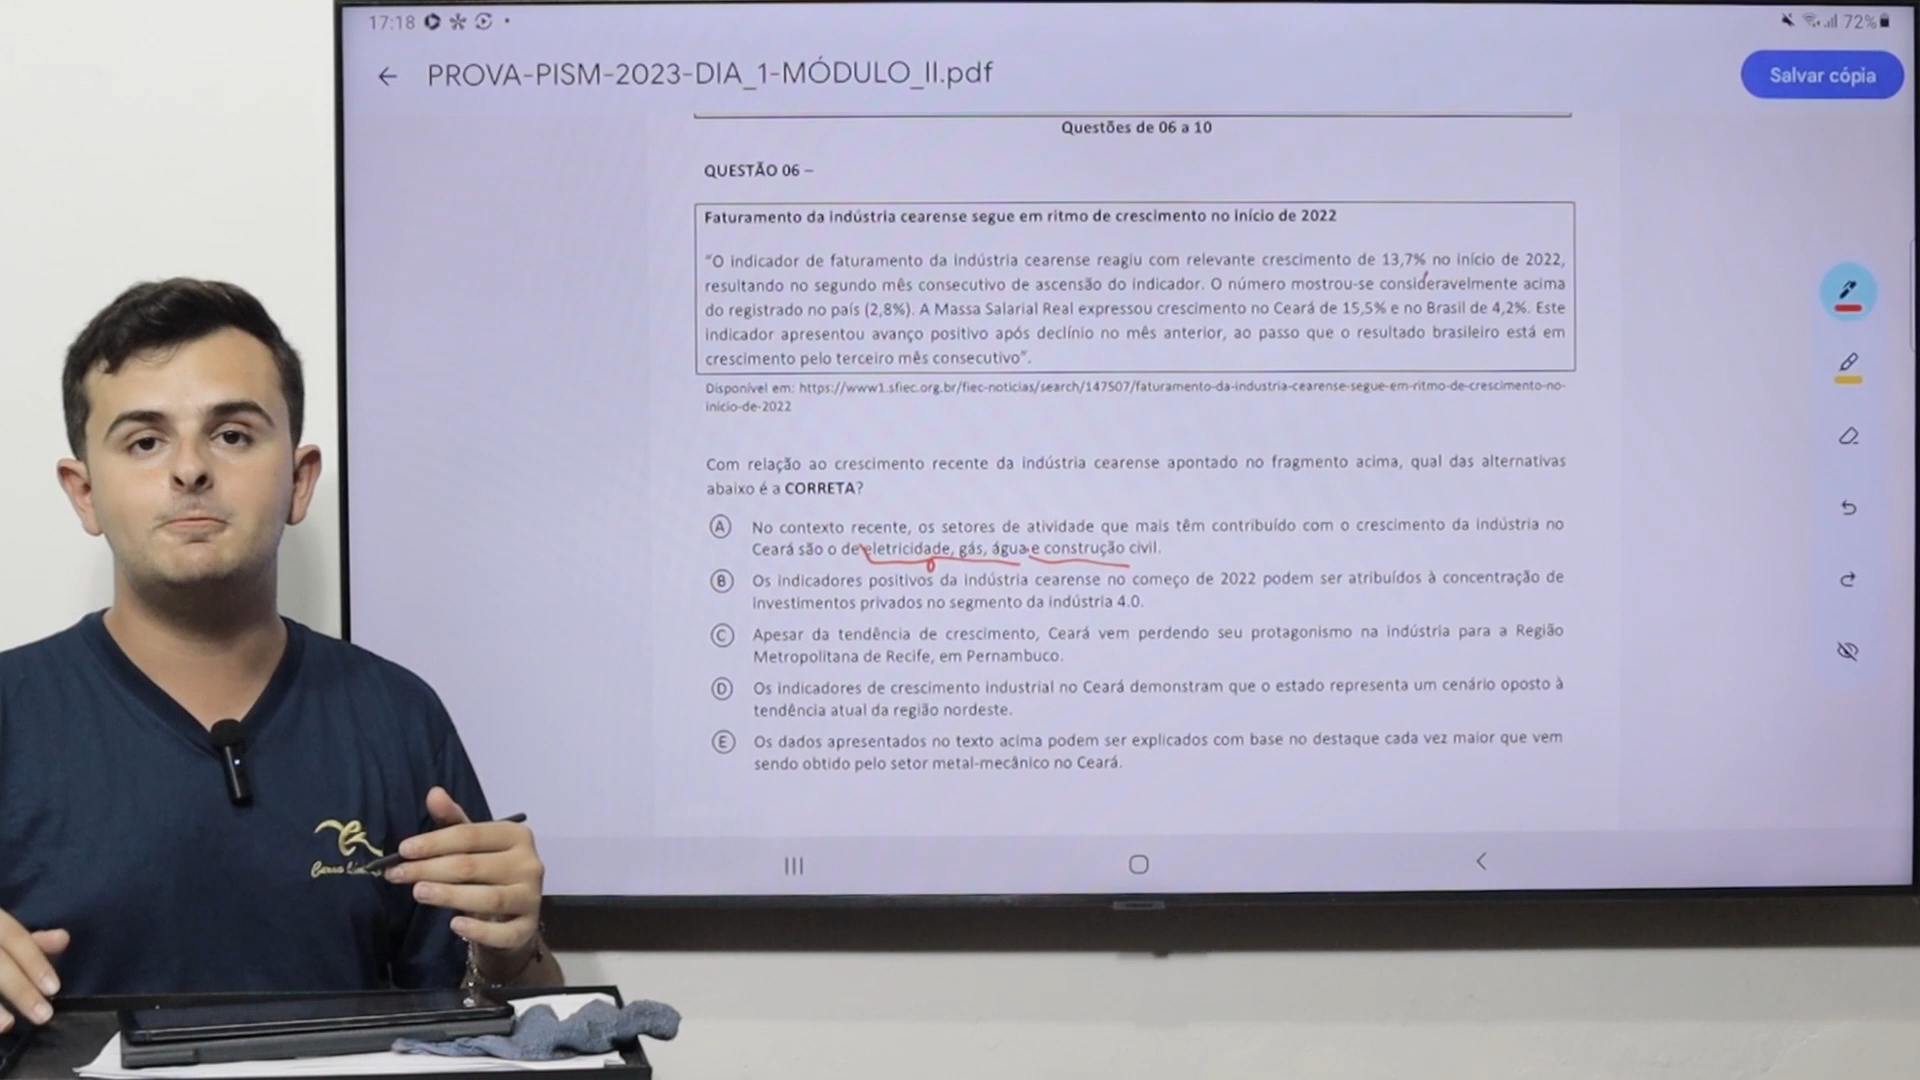 17:18
72%
PROVA-PISM-2023-DIA_1-MÓDULO_II.pdf
Salvar cópia
Questões de 06 a 10
QUESTÃO 06 –
Faturamento da indústria cearense segue em ritmo de crescimento no início de 2022
"O indicador de faturamento da indústria cearense reagiu com relevante crescimento de 13,7% no início de 2022,
resultando no segundo mês consecutivo de ascensão do indicador. O número mostrou-se consideravelmente acima
do registrado no país (2,8%). A Massa Salarial Real expressou crescimento no Ceará de 15,5% e no Brasil de 4,2%. Este
indicador apresentou avanço positivo após declínio no mês anterior, ao passo que o resultado brasileiro está em
crescimento pelo terceiro mês consecutivo".
Disponível em: https://www1.sfiec.org.br/fiec-noticias/search/147507/faturamento-da-industria-cearense-segue-em-ritmo-de-crescimento-no-
inicio-de-2022
Com relação ao crescimento recente da indústria cearense apontado no fragmento acima, qual das alternativas
abaixo é a CORRETA?
A No contexto recente, os setores de atividade que mais têm contribuído com o crescimento da indústria no
Ceará são o de eletricidade, gás, água e construção civil.
B Os indicadores positivos da indústria cearense no começo de 2022 podem ser atribuídos à concentração de
investimentos privados no segmento da indústria 4.0.
C Apesar da tendência de crescimento, Ceará vem perdendo seu protagonismo na indústria para a Região
Metropolitana de Recife, em Pernambuco.
D Os indicadores de crescimento industrial no Ceará demonstram que o estado representa um cenário oposto à
tendência atual da região nordeste.
E Os dados apresentados no texto acima podem ser explicados com base no destaque cada vez maior que vem
sendo obtido pelo setor metal-mecânico no Ceará.